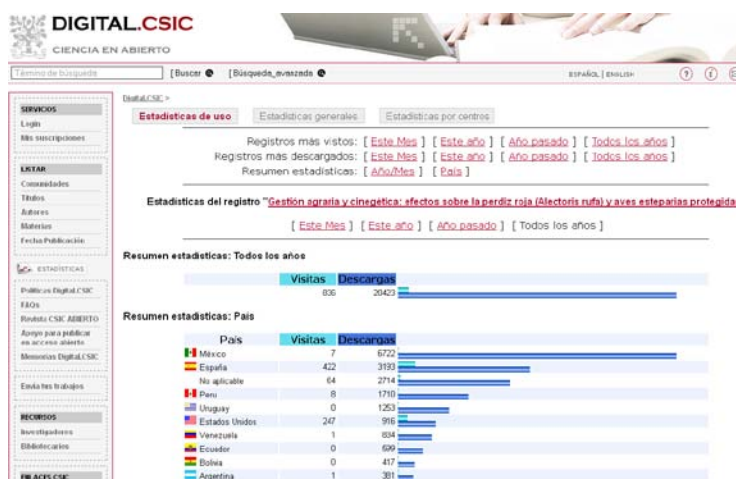 DIGITAL.CSIC
CIENCIA EN ABIERTO
Término de búsqueda [Buscar [Búsqueda_avanzada ESPAÑOL | ENGLISH ? i
Digital.CSIC >
SERVICIOS
Login
Mis suscripciones
LISTAR
Comunidades
Títulos
Autores
Materias
Fecha Publicación
ESTADÍSTICAS
Políticas Digital.CSIC
FAQs
Revista CSIC ABIERTO
Apoyo para publicar
en acceso abierto
Memorias Digital.CSIC
Envía tus trabajos
RECURSOS
Investigadores
Bibliotecarios
ENLACES CSIC
Estadísticas de uso Estadísticas generales Estadísticas por centros
Registros más vistos: [ Este Mes ] [ Este año ] [ Año pasado ] [ Todos los años ]
Registros más descargados: [ Este Mes ] [ Este año ] [ Año pasado ] [ Todos los años ]
Resumen estadísticas: [ Año/Mes ] [ País ]
Estadísticas del registro "Gestión agraria y cinegética: efectos sobre la perdiz roja (Alectoris rufa) y aves esteparias protegida
[ Este Mes ] [ Este año ] [ Año pasado ] [ Todos los años ]
Resumen estadísticas: Todos los años
Visitas Descargas
836 20423
Resumen estadísticas: País
País Visitas Descargas
México 7 6722
España 422 3193
No aplicable 64 2714
Peru 8 1710
Uruguay 0 1253
Estados Unidos 247 916
Venezuela 1 834
Ecuador 0 699
Bolivia 0 417
Argentina 1 381